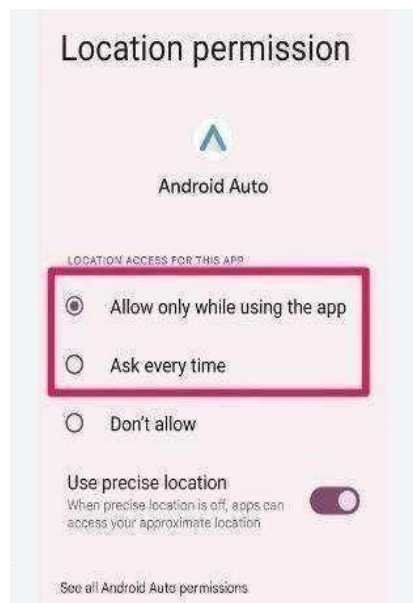 Location permission
Android Auto
LOCATION ACCESS FOR THIS APP
Allow only while using the app
Ask every time
Don't allow
Use precise location
When precise location is off, apps can
access your approximate location
See all Android Auto permissions